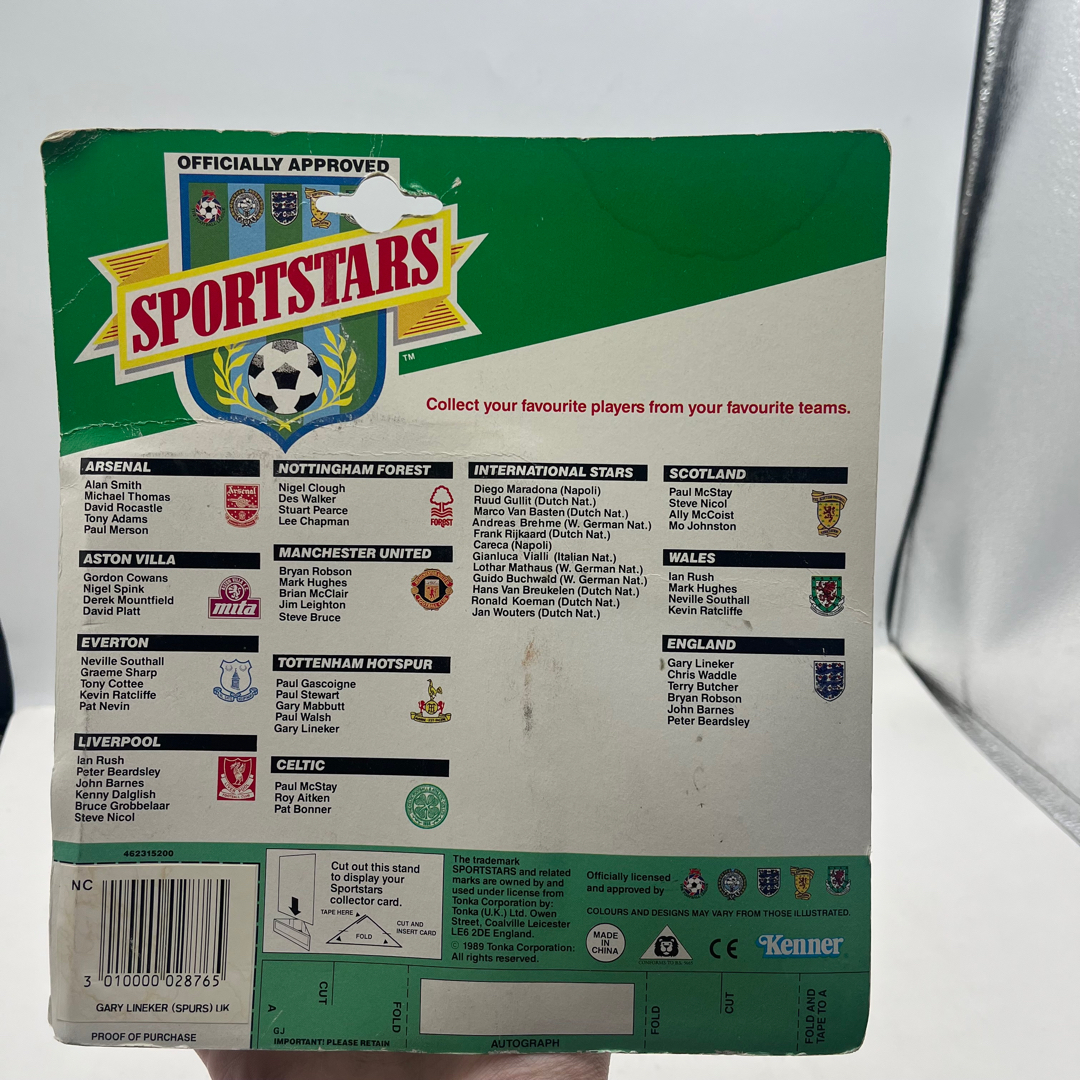 OFFICIALLY APPROVED
SPORTSTARS
TM
Collect your favourite players from your favourite teams.
ARSENAL
Alan Smith
Michael Thomas
David Rocastle
Tony Adams
Paul Merson
Arsenal
ASTON VILLA
Gordon Cowans
Nigel Spink
Derek Mountfield
David Platt
mita
EVERTON
Neville Southall
Graeme Sharp
Tony Cottee
Kevin Ratcliffe
Pat Nevin
LIVERPOOL
Ian Rush
Peter Beardsley
John Barnes
Kenny Dalglish
Bruce Grobbelaar
Steve Nicol
NOTTINGHAM FOREST
Nigel Clough
Des Walker
Stuart Pearce
Lee Chapman
FOREST
MANCHESTER UNITED
Bryan Robson
Mark Hughes
Brian McClair
Jim Leighton
Steve Bruce
TOTTENHAM HOTSPUR
Paul Gascoigne
Paul Stewart
Gary Mabbutt
Paul Walsh
Gary Lineker
CELTIC
Paul McStay
Roy Aitken
Pat Bonner
INTERNATIONAL STARS
Diego Maradona (Napoli)
Ruud Gullit (Dutch Nat.)
Marco Van Basten (Dutch Nat.)
Andreas Brehme (W. German Nat.)
Frank Rijkaard (Dutch Nat.)
Careca (Napoli)
Gianluca Vialli (Italian Nat.)
Lothar Mathaus (W. German Nat.)
Guido Buchwald (W. German Nat.)
Hans Van Breukelen (Dutch Nat.)
Ronald Koeman (Dutch Nat.)
Jan Wouters (Dutch Nat.)
SCOTLAND
Paul McStay
Steve Nicol
Ally McCoist
Mo Johnston
WALES
Ian Rush
Mark Hughes
Neville Southall
Kevin Ratcliffe
ENGLAND
Gary Lineker
Chris Waddle
Terry Butcher
Bryan Robson
John Barnes
Peter Beardsley
462315200
NC
3 010000 028765
GARY LINEKER (SPURS) UK
PROOF OF PURCHASE
Cut out this stand
to display your
Sportstars
collector card.
TAPE HERE
FOLD
CUT AND
INSERT CARD
The trademark
SPORTSTARS and related
marks are owned by and
used under license from
Tonka Corporation by:
Tonka (U.K.) Ltd. Owen
Street, Coalville Leicester
LE6 2DE England.
© 1989 Tonka Corporation:
All rights reserved.
Officially licensed
and approved by
COLOURS AND DESIGNS MAY VARY FROM THOSE ILLUSTRATED.
MADE
IN
CHINA
CE
Kenner
A
CUT
FOLD
GJ
IMPORTANT! PLEASE RETAIN
AUTOGRAPH
FOLD
CUT
FOLD AND
TAPE TO A